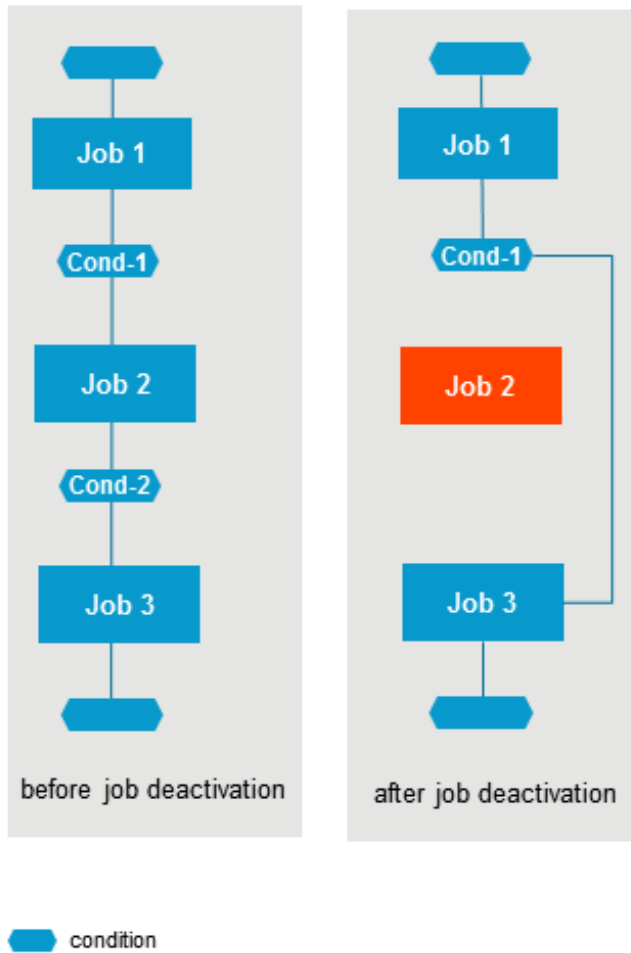 Job 1
Cond-1
Job 2
Cond-2
Job 3
before job deactivation
Job 1
Cond-1
Job 2
Job 3
after job deactivation
condition